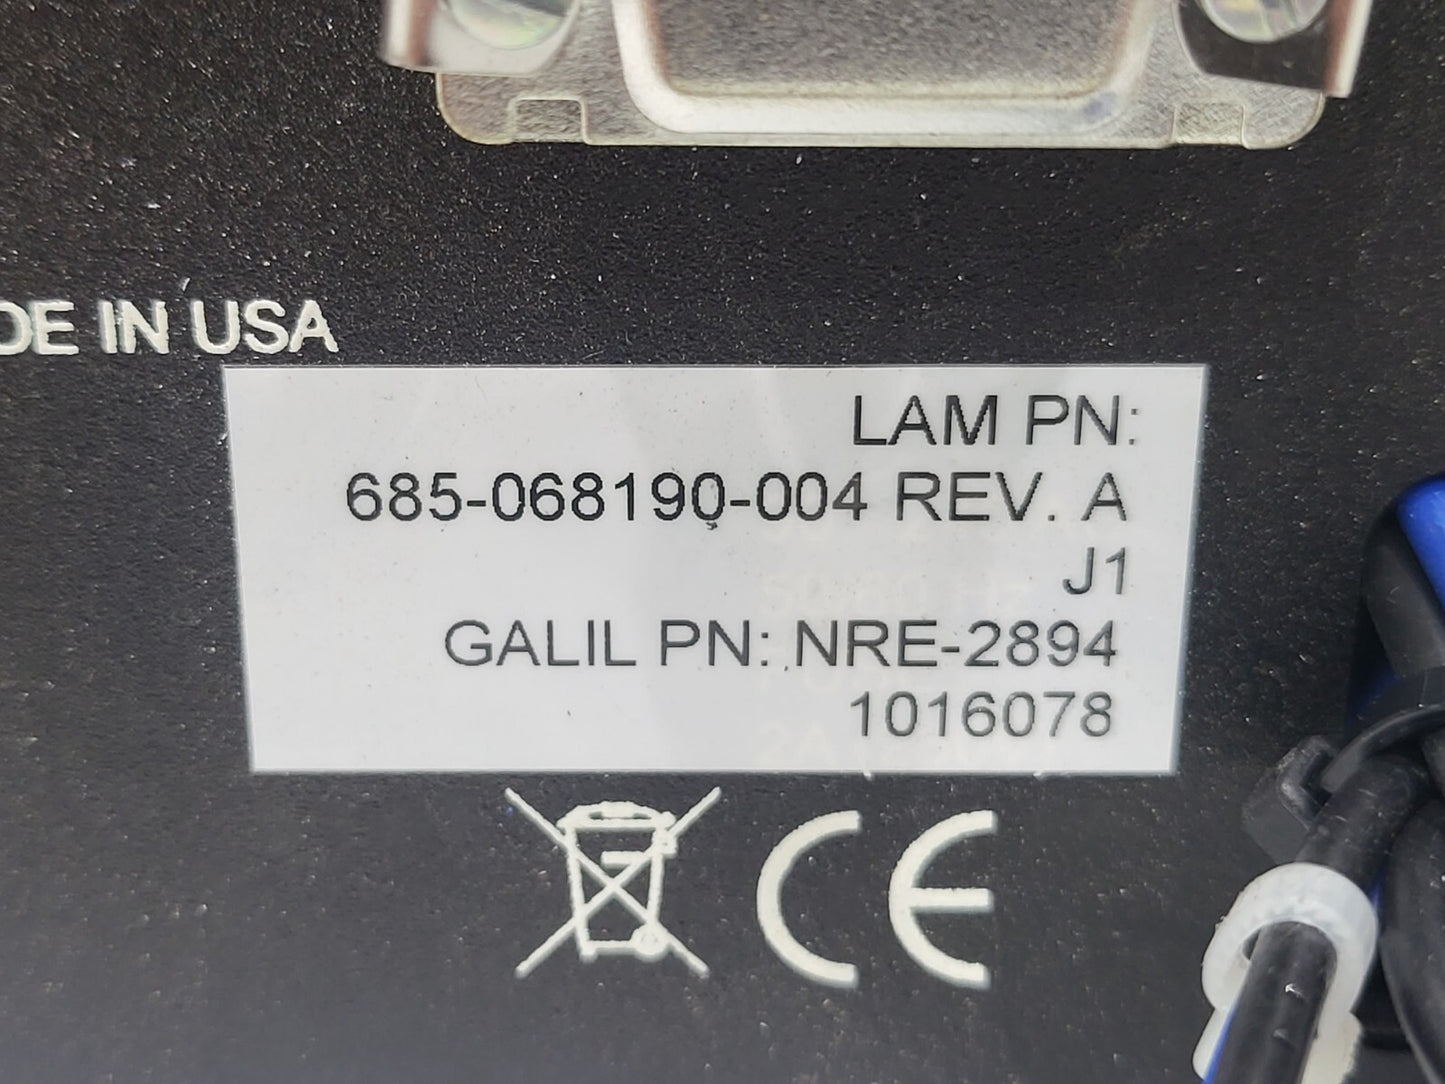 DE IN USA
LAM PN:
685-068190-004 REV. A
J1
GALIL PN: NRE-2894
1016078
CE